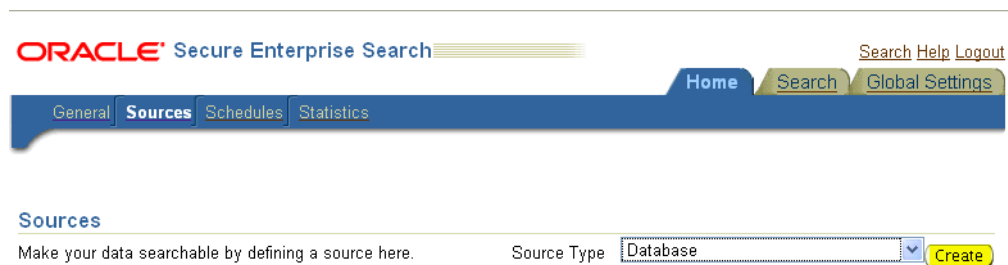 ORACLE Secure Enterprise Search
Search Help Logout
Home Search Global Settings
General Sources Schedules Statistics
Sources
Make your data searchable by defining a source here. Source Type Database Create